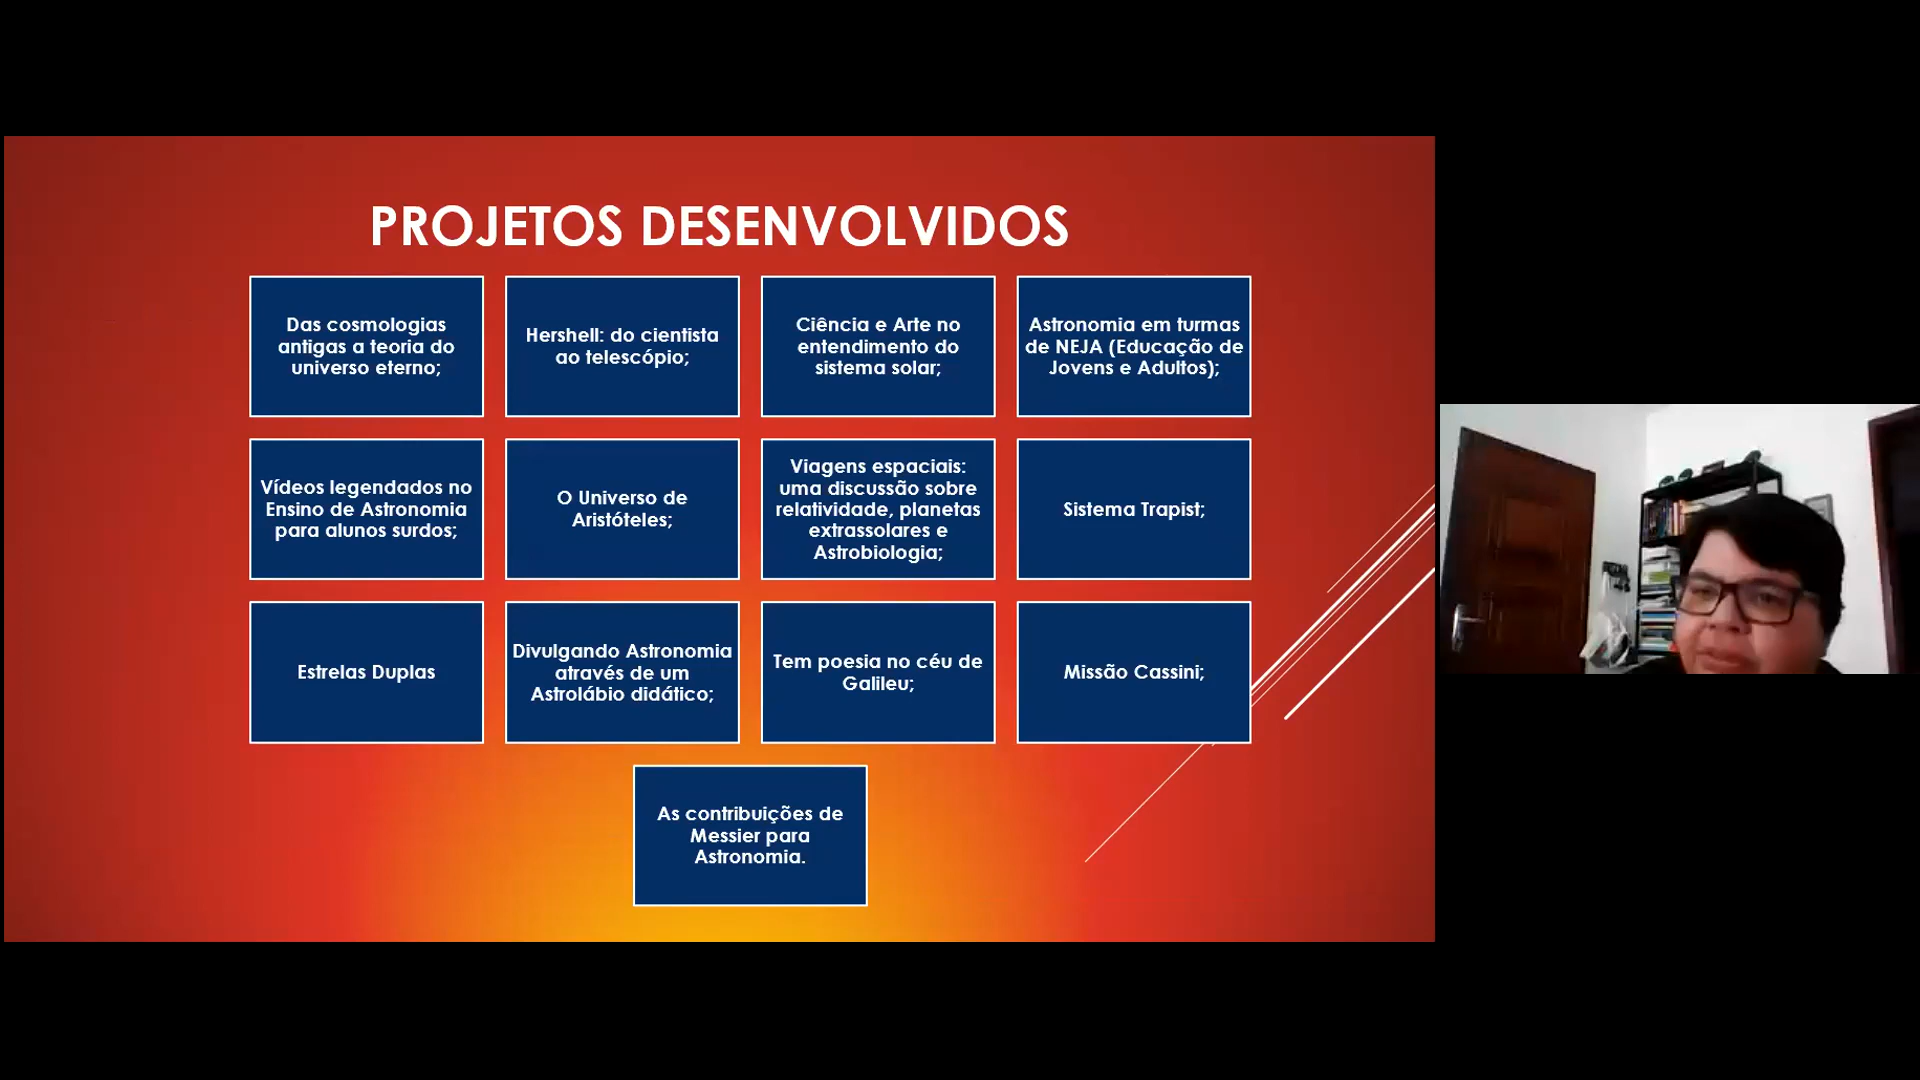 PROJETOS DESENVOLVIDOS
Das cosmologias
antigas a teoria do
universo eterno;
Hershell: do cientista
ao telescópio;
Ciência e Arte no
entendimento do
sistema solar;
Astronomia em turmas
de NEJA (Educação de
Jovens e Adultos);
Vídeos legendados no
Ensino de Astronomia
para alunos surdos;
O Universo de
Aristóteles;
Viagens espaciais:
uma discussão sobre
relatividade, planetas
extrassolares e
Astrobiologia;
Sistema Trapist;
Estrelas Duplas
Divulgando Astronomia
através de um
Astrolábio didático;
Tem poesia no céu de
Galileu;
Missão Cassini;
As contribuições de
Messier para
Astronomia.